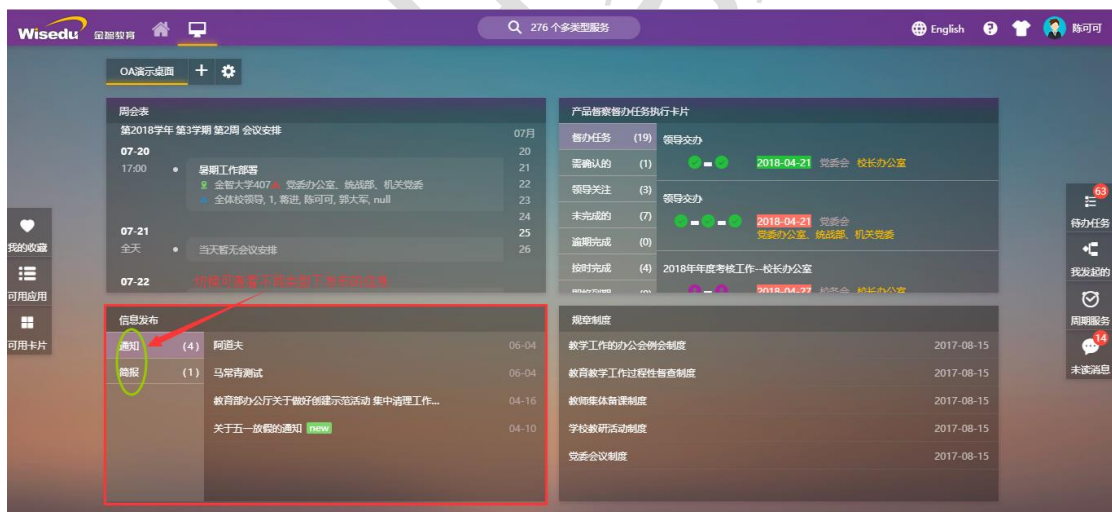 Wisedu 金智教育
276 个多类型服务
English
陈可可
OA演示桌面
周会表
第2018学年 第3学期 第2周 会议安排
07月
07-20
20
17:00
暑期工作部署
21
金智大学407 党委办公室、统战部、机关党委
22
全体校领导, 1, 蒋进, 陈可可, 郭大军, null
23
24
07-21
25
全天
当天暂无会议安排
26
07-22
产品督察督办任务执行卡片
督办任务 (19)
需确认的 (1)
领导关注 (3)
未完成的 (7)
逾期完成 (0)
按时完成 (4)
领导交办
2018-04-21 党委会 校长办公室
领导交办
2018-04-21 党委会
党委办公室、统战部、机关党委
2018年年度考核工作--校长办公室
2018-04-27
信息发布
通知 (4)
简报 (1)
阿道夫 06-04
马常青测试 06-04
教育部办公厅关于做好创建示范活动 集中清理工作... 04-16
关于五一放假的通知 new 04-10
规章制度
教学工作的办公会例会制度 2017-08-15
教育教学工作过程性督查制度 2017-08-15
教师集体备课制度 2017-08-15
学校教研活动制度 2017-08-15
党委会议制度 2017-08-15
我的收藏
可用应用
可用卡片
63
待办任务
我发起的
周期服务
14
未读消息